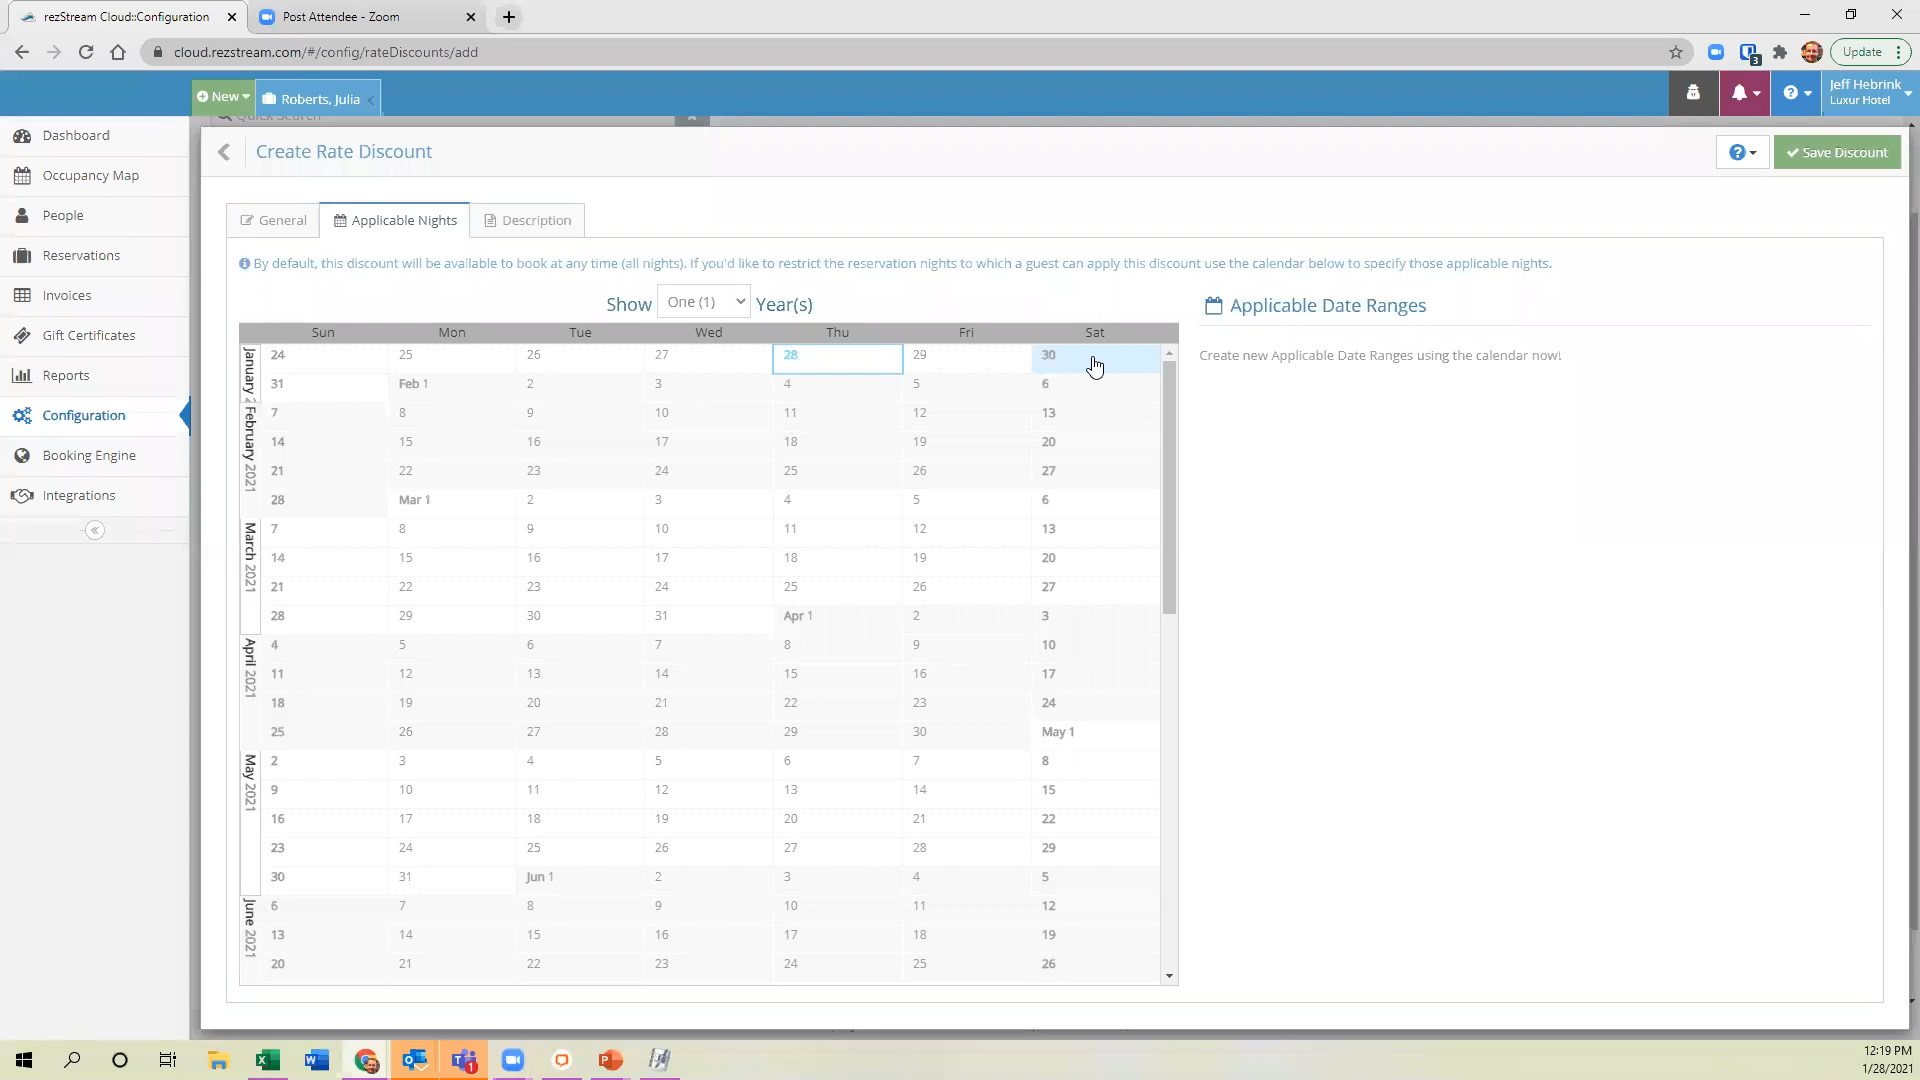 rezStream Cloud::Configuration
Post Attendee - Zoom
cloud.rezstream.com/#/config/rateDiscounts/add
3
Update
New
Roberts, Julia
Jeff Hebrink
Luxur Hotel
Quick Search
Dashboard
Occupancy Map
People
Reservations
Invoices
Gift Certificates
Reports
Configuration
Booking Engine
Integrations
Create Rate Discount
Save Discount
General
Applicable Nights
Description
By default, this discount will be available to book at any time (all nights). If you'd like to restrict the reservation nights to which a guest can apply this discount use the calendar below to specify those applicable nights.
Show One (1) Year(s)
Sun Mon Tue Wed Thu Fri Sat
24 25 26 27 28 29 30
31 Feb 1 2 3 4 5 6
7 8 9 10 11 12 13
14 15 16 17 18 19 20
21 22 23 24 25 26 27
28 Mar 1 2 3 4 5 6
7 8 9 10 11 12 13
14 15 16 17 18 19 20
21 22 23 24 25 26 27
28 29 30 31 Apr 1 2 3
4 5 6 7 8 9 10
11 12 13 14 15 16 17
18 19 20 21 22 23 24
25 26 27 28 29 30 May 1
2 3 4 5 6 7 8
9 10 11 12 13 14 15
16 17 18 19 20 21 22
23 24 25 26 27 28 29
30 31 Jun 1 2 3 4 5
6 7 8 9 10 11 12
13 14 15 16 17 18 19
20 21 22 23 24 25 26
January
February 2021
March 2021
April 2021
May 2021
June 2021
Applicable Date Ranges
Create new Applicable Date Ranges using the calendar now!
1
12:19 PM
1/28/2021